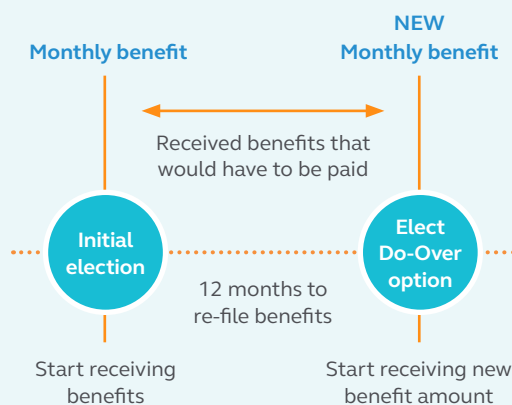 Monthly benefit
NEW
Monthly benefit
Received benefits that
would have to be paid
Initial
election
Elect
Do-Over
option
12 months to
re-file benefits
Start receiving
benefits
Start receiving new
benefit amount